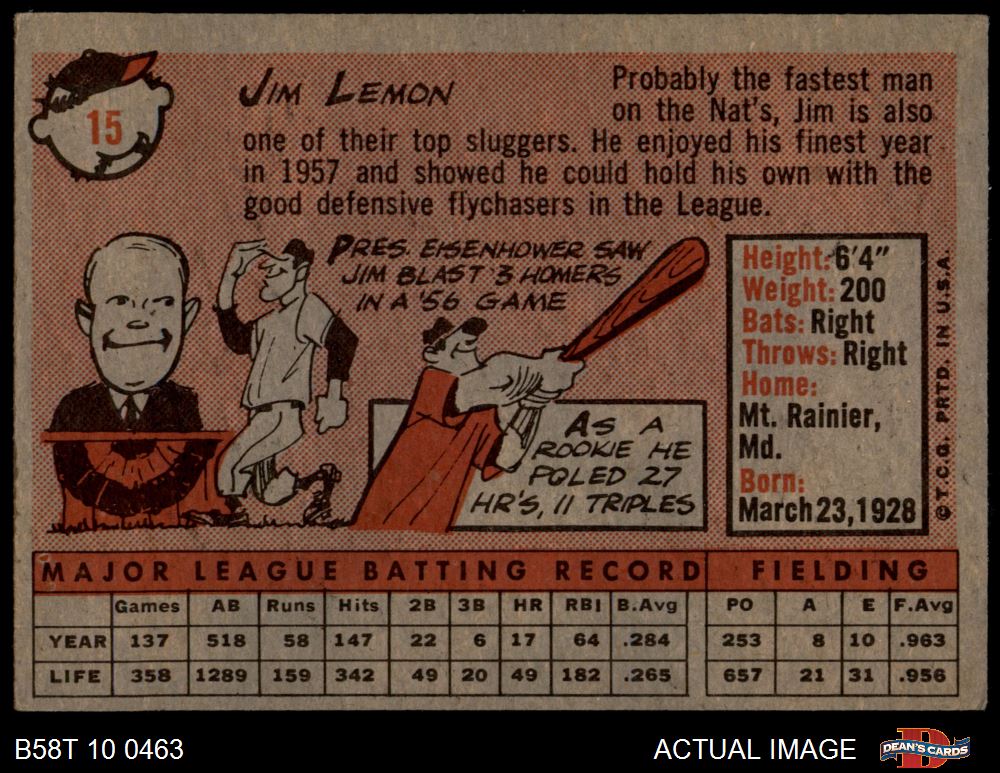 15
JIM LEMON
Probably the fastest man
on the Nat's, Jim is also
one of their top sluggers. He enjoyed his finest year
in 1957 and showed he could hold his own with the
good defensive flychasers in the League.
PRES. EISENHOWER SAW
JIM BLAST 3 HOMERS
IN A '56 GAME
AS A
ROOKIE HE
POLED 27
HR'S, 11 TRIPLES
Height: 6'4"
Weight: 200
Bats: Right
Throws: Right
Home:
Mt. Rainier,
Md.
Born:
March 23, 1928
© T.C.G. PRTD. IN U.S.A.
MAJOR LEAGUE BATTING RECORD FIELDING
Games AB Runs Hits 2B 3B HR RBI B.Avg PO A E F.Avg
YEAR 137 518 58 147 22 6 17 64 .284 253 8 10 .963
LIFE 358 1289 159 342 49 20 49 182 .265 657 21 31 .956
B58T 10 0463
ACTUAL IMAGE
DEAN'S CARDS